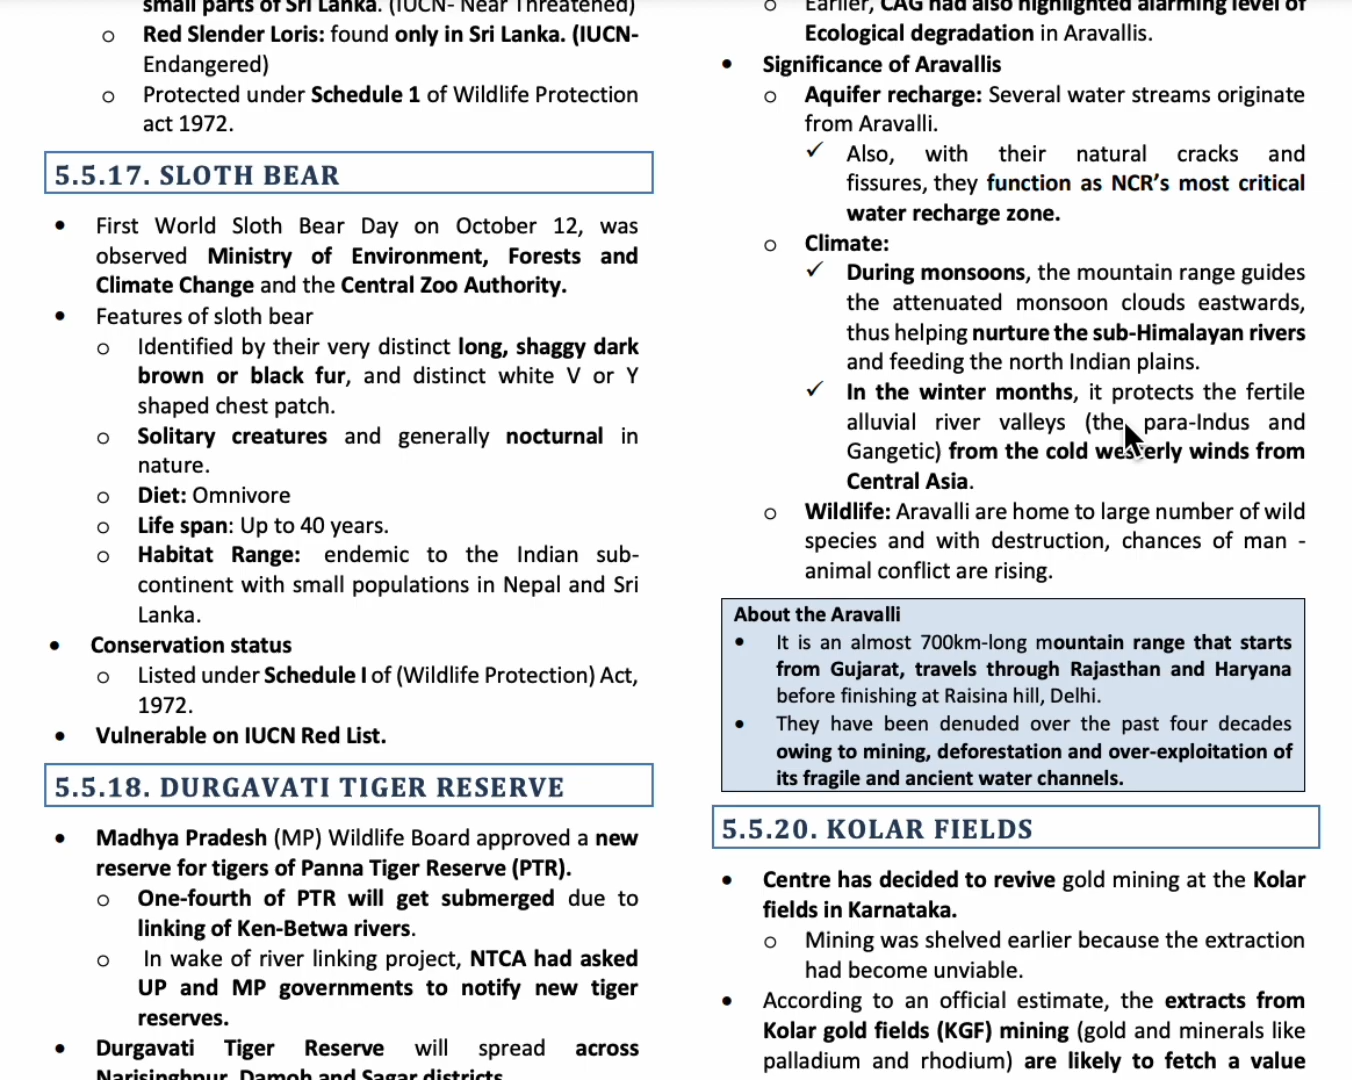 small parts of Sri Lanka. (IUCN- Near Threatened)
o Red Slender Loris: found only in Sri Lanka. (IUCN-
Endangered)
o Protected under Schedule 1 of Wildlife Protection
act 1972.
5.5.17. SLOTH BEAR
• First World Sloth Bear Day on October 12, was
observed Ministry of Environment, Forests and
Climate Change and the Central Zoo Authority.
• Features of sloth bear
o Identified by their very distinct long, shaggy dark
brown or black fur, and distinct white V or Y
shaped chest patch.
o Solitary creatures and generally nocturnal in
nature.
o Diet: Omnivore
o Life span: Up to 40 years.
o Habitat Range: endemic to the Indian sub-
continent with small populations in Nepal and Sri
Lanka.
• Conservation status
o Listed under Schedule I of (Wildlife Protection) Act,
1972.
• Vulnerable on IUCN Red List.
5.5.18. DURGAVATI TIGER RESERVE
• Madhya Pradesh (MP) Wildlife Board approved a new
reserve for tigers of Panna Tiger Reserve (PTR).
o One-fourth of PTR will get submerged due to
linking of Ken-Betwa rivers.
o In wake of river linking project, NTCA had asked
UP and MP governments to notify new tiger
reserves.
• Durgavati Tiger Reserve will spread across
Narisinghpur, Damoh and Sagar districts
o Earlier, CAG had also highlighted alarming level of
Ecological degradation in Aravallis.
• Significance of Aravallis
o Aquifer recharge: Several water streams originate
from Aravalli.
✓ Also, with their natural cracks and
fissures, they function as NCR's most critical
water recharge zone.
o Climate:
✓ During monsoons, the mountain range guides
the attenuated monsoon clouds eastwards,
thus helping nurture the sub-Himalayan rivers
and feeding the north Indian plains.
✓ In the winter months, it protects the fertile
alluvial river valleys (the para-Indus and
Gangetic) from the cold westerly winds from
Central Asia.
o Wildlife: Aravalli are home to large number of wild
species and with destruction, chances of man -
animal conflict are rising.
About the Aravalli
• It is an almost 700km-long mountain range that starts
from Gujarat, travels through Rajasthan and Haryana
before finishing at Raisina hill, Delhi.
• They have been denuded over the past four decades
owing to mining, deforestation and over-exploitation of
its fragile and ancient water channels.
5.5.20. KOLAR FIELDS
• Centre has decided to revive gold mining at the Kolar
fields in Karnataka.
o Mining was shelved earlier because the extraction
had become unviable.
• According to an official estimate, the extracts from
Kolar gold fields (KGF) mining (gold and minerals like
palladium and rhodium) are likely to fetch a value